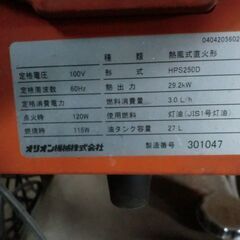 0404205602
種類 熱風式直火形
定格電圧 100V 形式 HPS250D
定格周波数 60Hz 熱出力 29.2kW
定格消費電力 燃料消費量 3.0L/h
点火時 120W 使用燃料 灯油(JIS1号灯油)
燃焼時 115W 油タンク容量 27L
オリオン機械株式会社 製造番号 301047